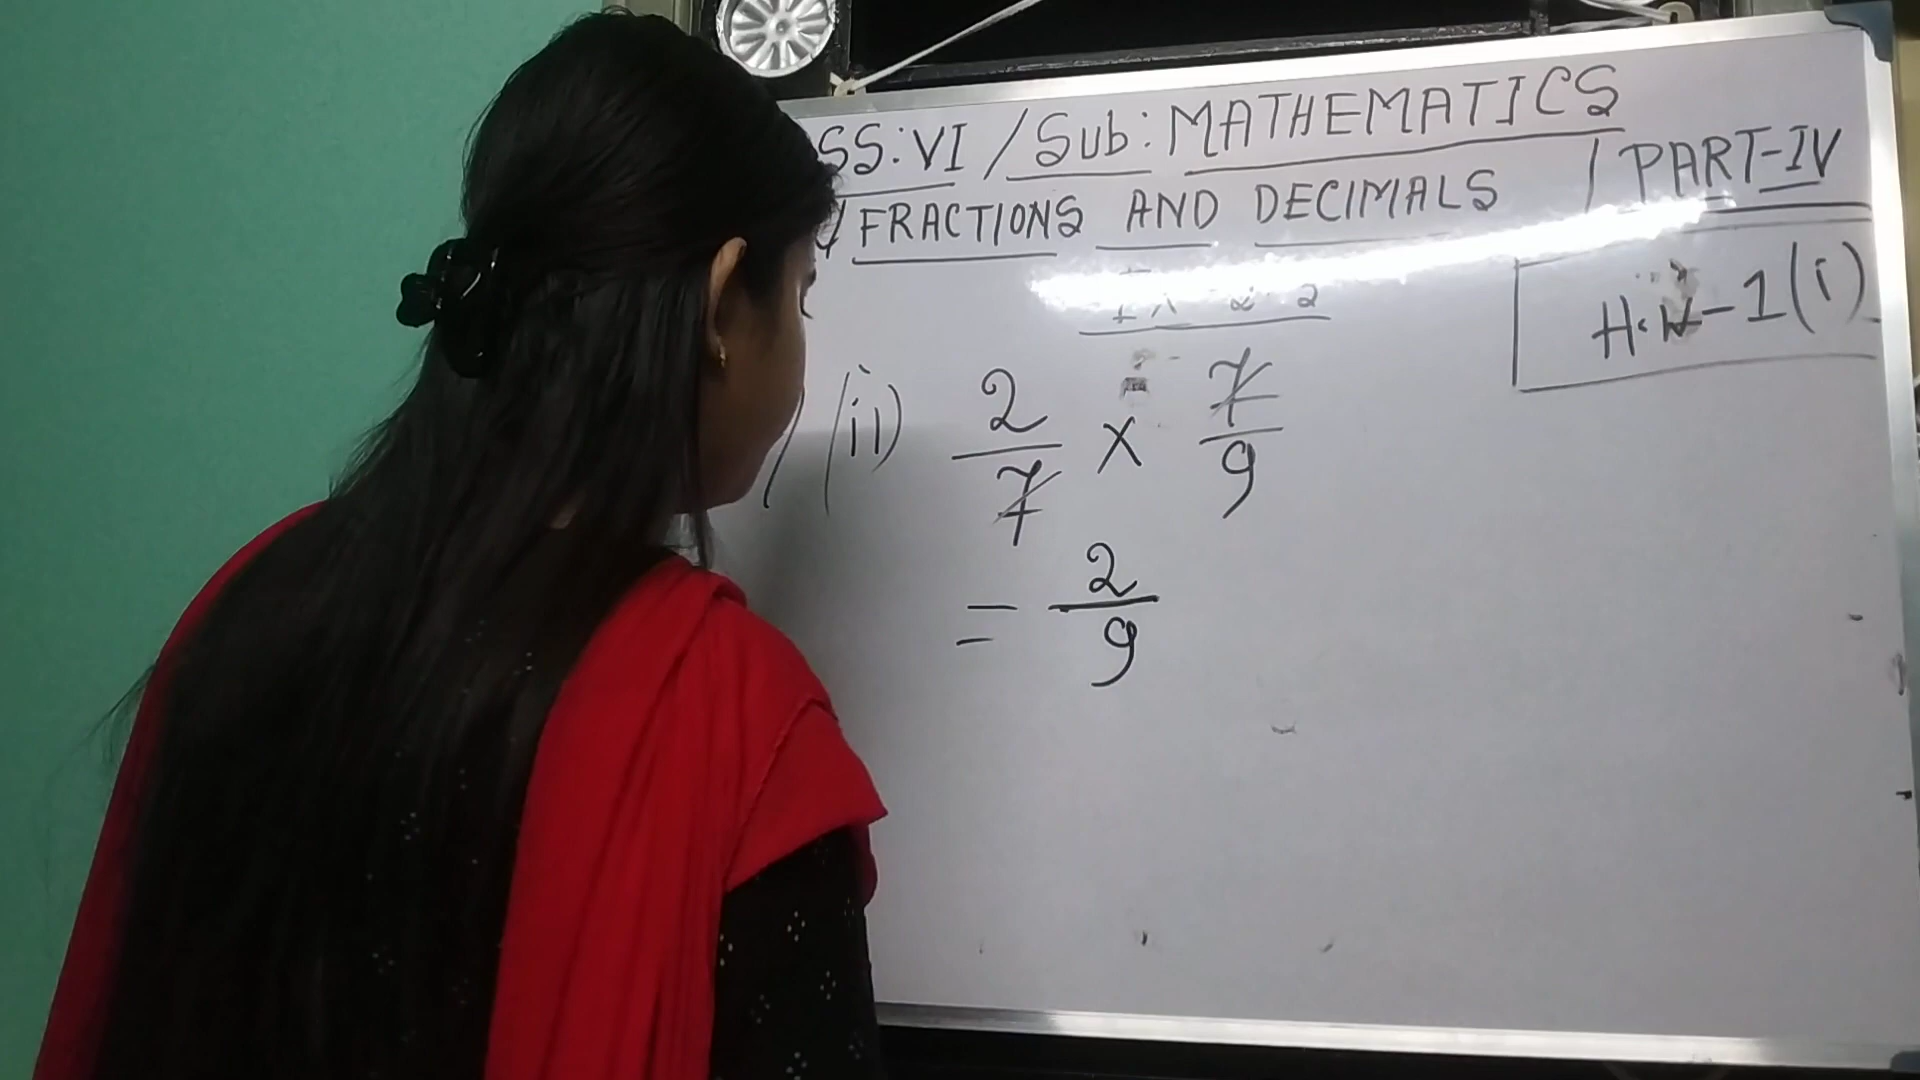 SS:VI / Sub: MATHEMATICS
/ FRACTIONS AND DECIMALS / PART-IV
H.W-1(i)
(ii) 2/7 × 7/9
= 2/9